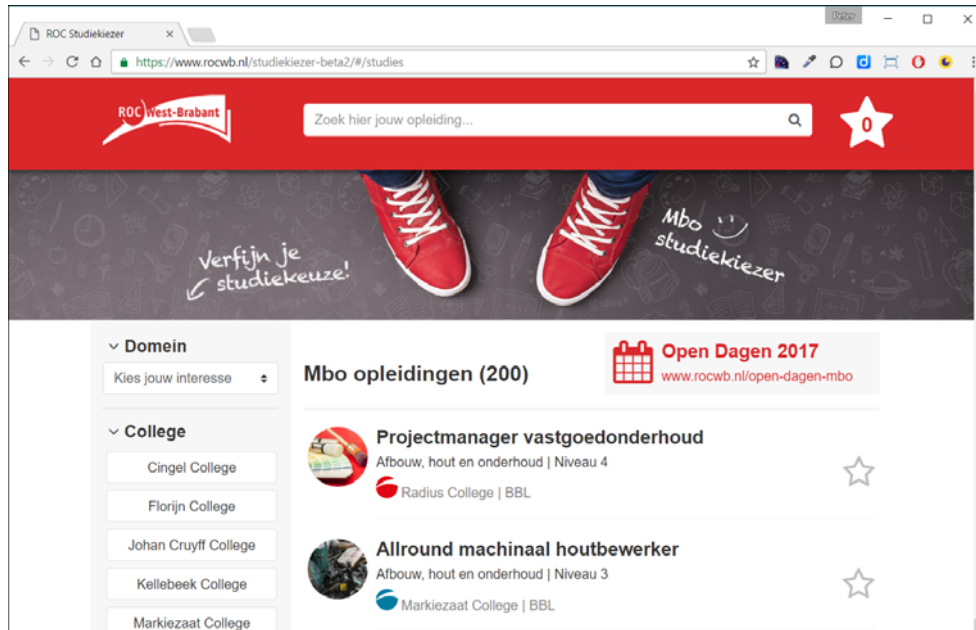 Peter
ROC Studiekiezer
https://www.rocwb.nl/studiekiezer-beta2/#/studies
ROC West-Brabant
Zoek hier jouw opleiding...
0
Verfijn je
studiekeuze!
Mbo
studiekiezer
Domein
Kies jouw interesse
College
Cingel College
Florijn College
Johan Cruyff College
Kellebeek College
Markiezaat College
Mbo opleidingen (200)
Open Dagen 2017
www.rocwb.nl/open-dagen-mbo
Projectmanager vastgoedonderhoud
Afbouw, hout en onderhoud | Niveau 4
Radius College | BBL
Allround machinaal houtbewerker
Afbouw, hout en onderhoud | Niveau 3
Markiezaat College | BBL